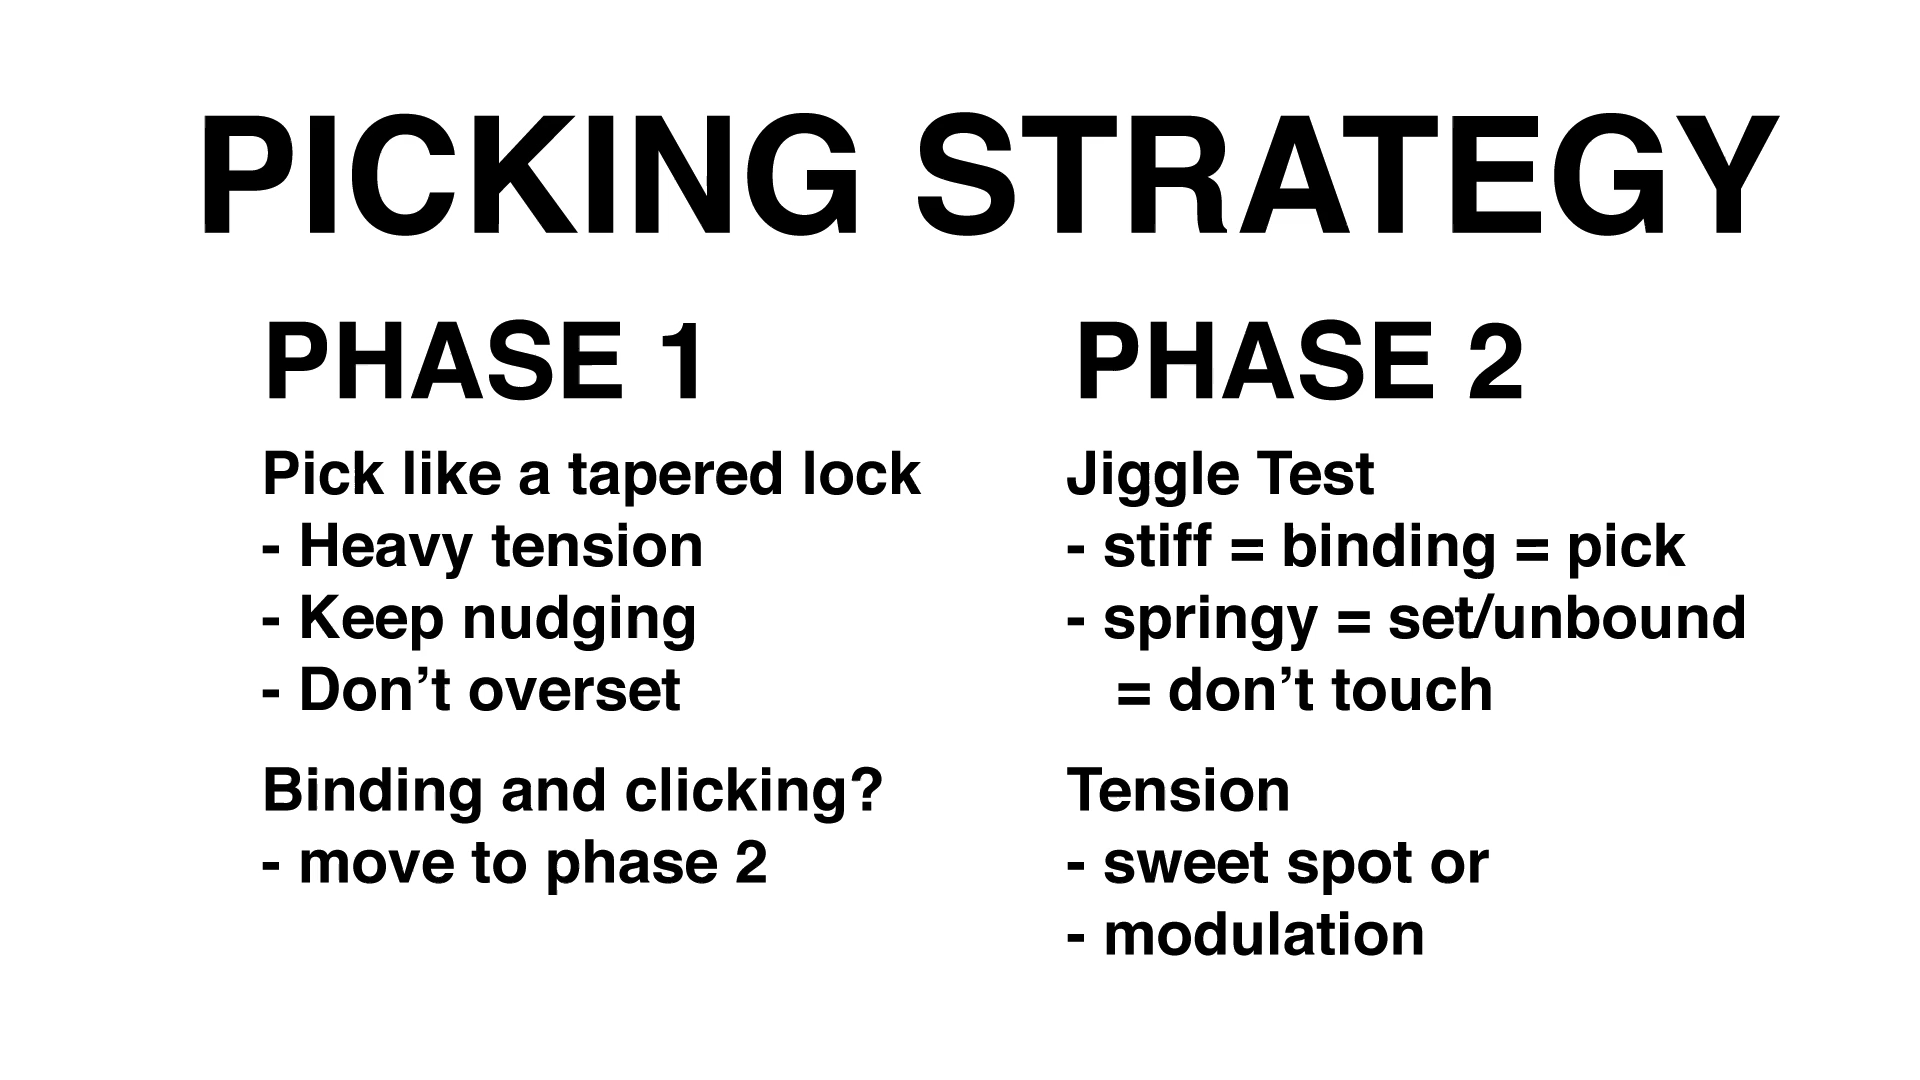 PICKING STRATEGY
PHASE 1
Pick like a tapered lock
- Heavy tension
- Keep nudging
- Don’t overset
Binding and clicking?
- move to phase 2
PHASE 2
Jiggle Test
- stiff = binding = pick
- springy = set/unbound
= don’t touch
Tension
- sweet spot or
- modulation